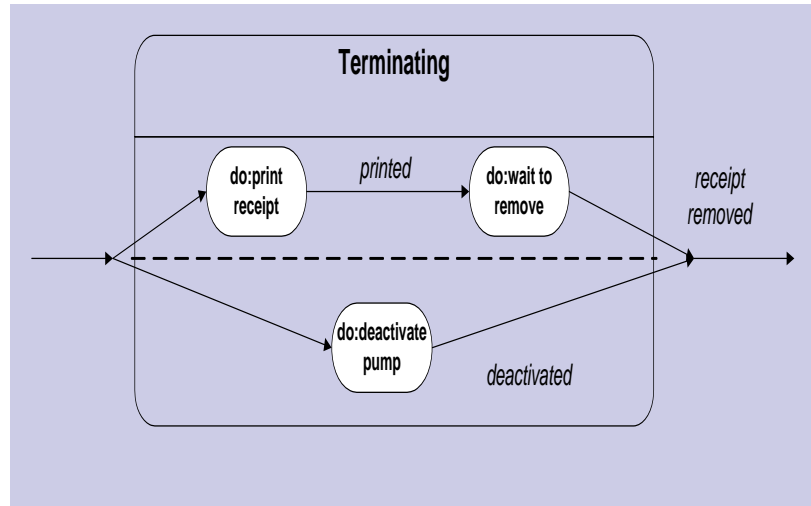 Terminating
do:print
receipt
printed
do:wait to
remove
receipt
removed
do:deactivate
pump
deactivated